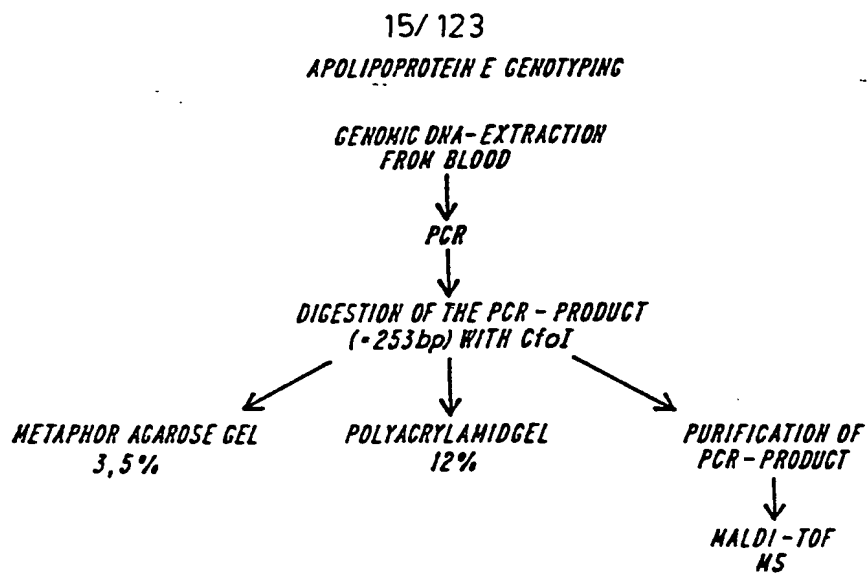 15/123
APOLIPOPROTEIN E GENOTYPING
GENOMIC DNA-EXTRACTION
FROM BLOOD
PCR
DIGESTION OF THE PCR-PRODUCT
(=253bp) WITH CfoI
METAPHOR AGAROSE GEL
3,5%
POLYACRYLAMIDGEL
12%
PURIFICATION OF
PCR-PRODUCT
MALDI-TOF
MS